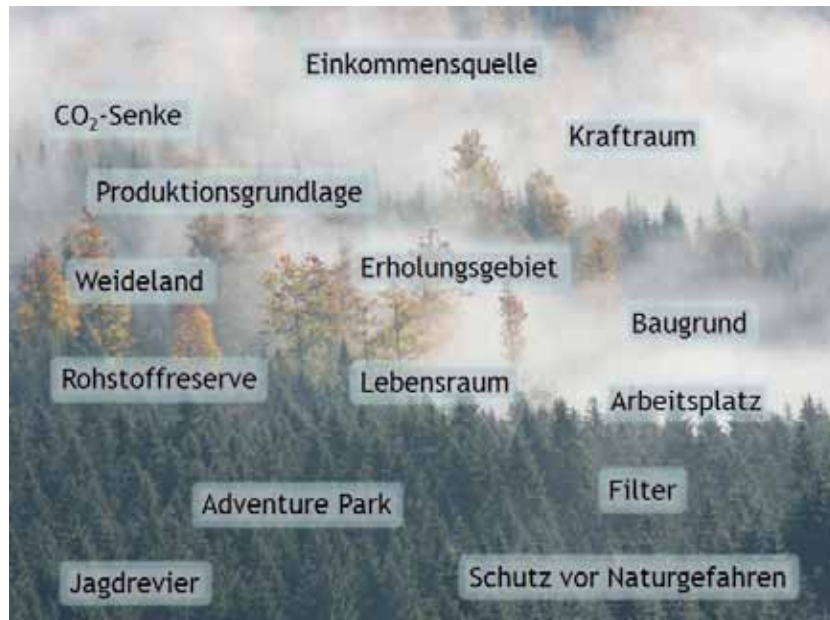 Einkommensquelle
CO₂-Senke
Kraftraum
Produktionsgrundlage
Erholungsgebiet
Weideland
Baugrund
Rohstoffreserve
Lebensraum
Arbeitsplatz
Filter
Adventure Park
Schutz vor Naturgefahren
Jagdrevier